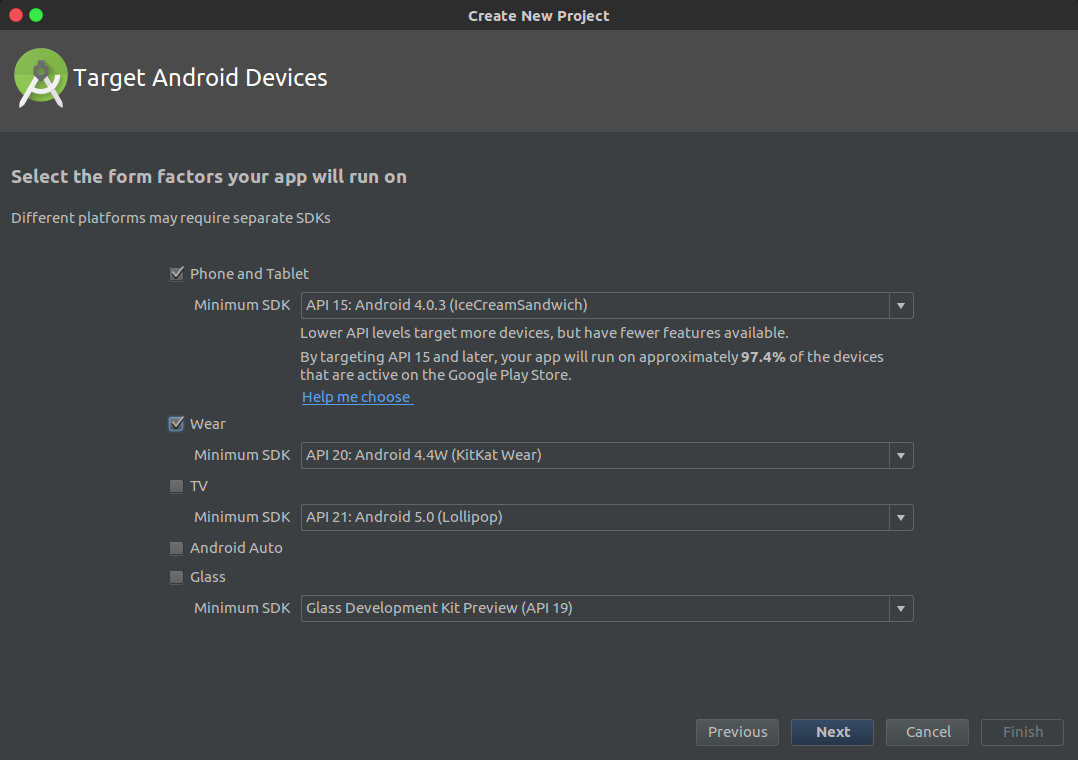 Create New Project
Target Android Devices
Select the form factors your app will run on
Different platforms may require separate SDKs
Phone and Tablet
Minimum SDK API 15: Android 4.0.3 (IceCreamSandwich)
Lower API levels target more devices, but have fewer features available.
By targeting API 15 and later, your app will run on approximately 97.4% of the devices
that are active on the Google Play Store.
Help me choose
Wear
Minimum SDK API 20: Android 4.4W (KitKat Wear)
TV
Minimum SDK API 21: Android 5.0 (Lollipop)
Android Auto
Glass
Minimum SDK Glass Development Kit Preview (API 19)
Previous Next Cancel Finish